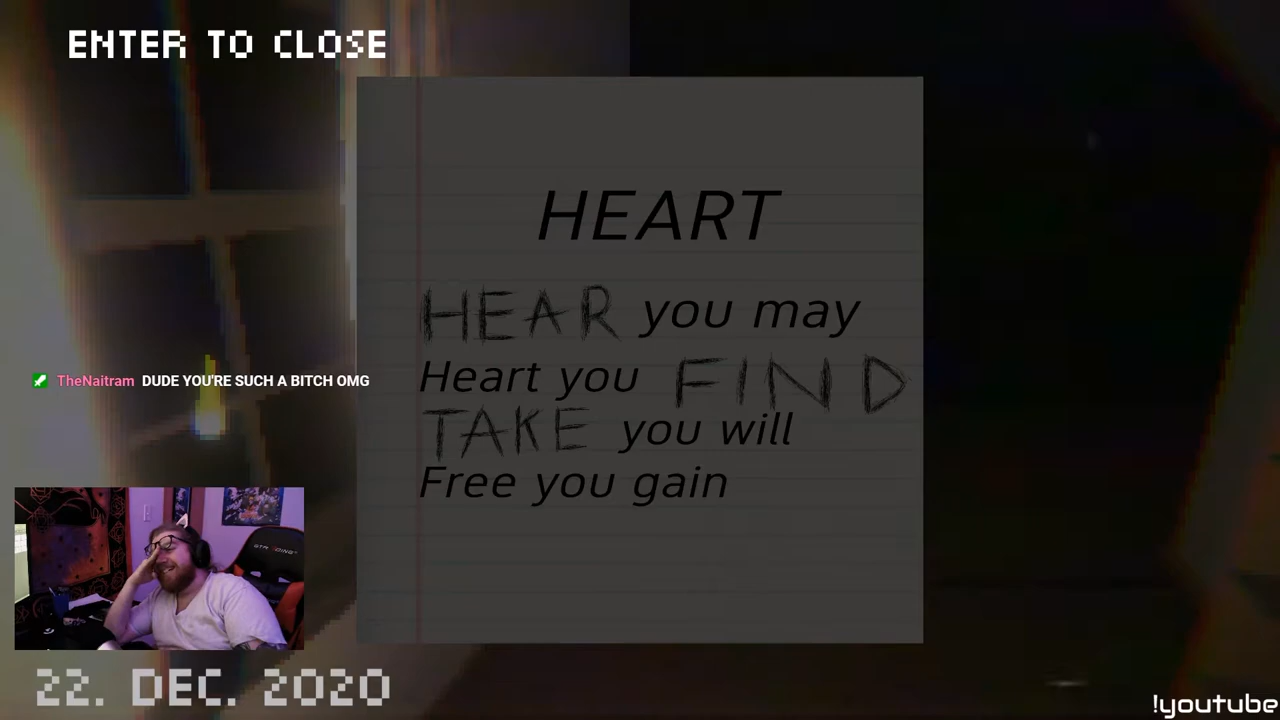 ENTER TO CLOSE
HEART
HEAR you may
Heart you FIND
TAKE you will
Free you gain
TheNaitram DUDE YOU'RE SUCH A BITCH OMG
GTRACING
22. DEC. 2020
!youtube